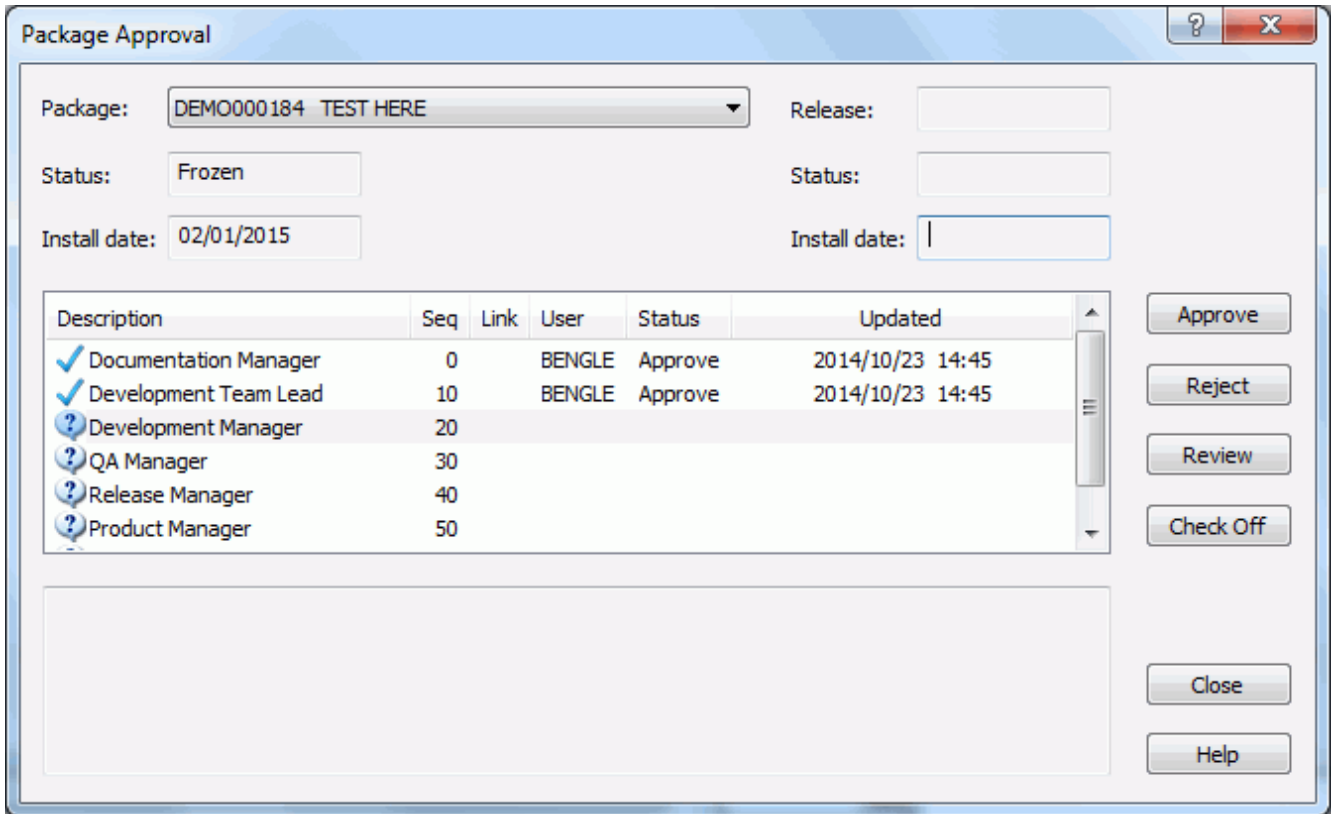 Package Approval
Package: DEMO000184 TEST HERE Release:
Status: Frozen Status:
Install date: 02/01/2015 Install date:
Description Seq Link User Status Updated Approve
Documentation Manager 0 BENGLE Approve 2014/10/23 14:45
Development Team Lead 10 BENGLE Approve 2014/10/23 14:45 Reject
Development Manager 20
QA Manager 30 Review
Release Manager 40
Product Manager 50 Check Off
Close
Help